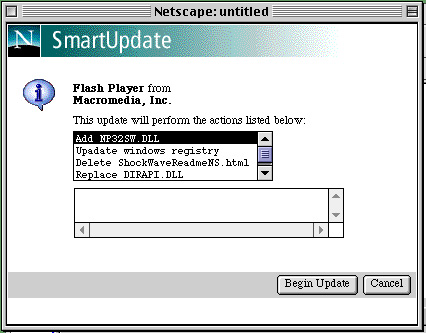 Netscape: untitled
N SmartUpdate
Flash Player from
Macromedia, Inc.
This update will perform the actions listed below:
Add NP32SW.DLL
Upadate windows registry
Delete ShockWaveReadmeNS.html
Replace DIRAPI.DLL
Begin Update Cancel